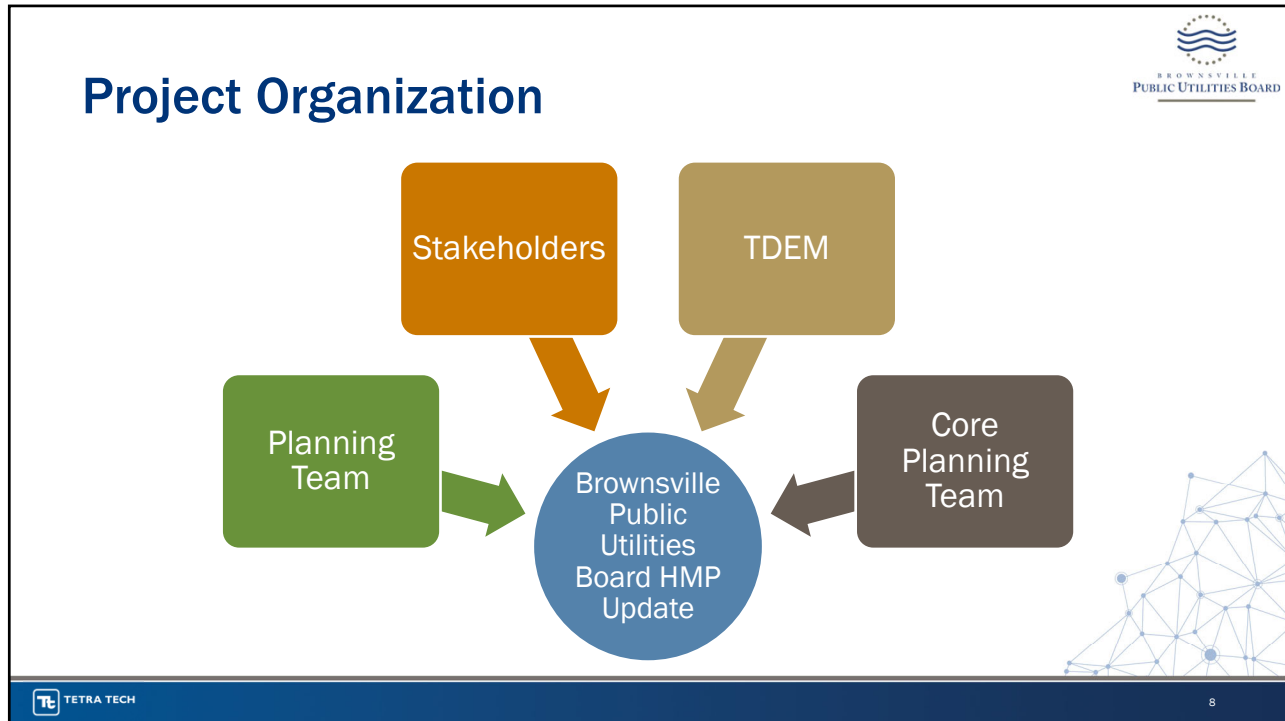 Project Organization
BROWNSVILLE
PUBLIC UTILITIES BOARD
Stakeholders
TDEM
Planning
Team
Core
Planning
Team
Brownsville
Public
Utilities
Board HMP
Update
Tt TETRA TECH
8